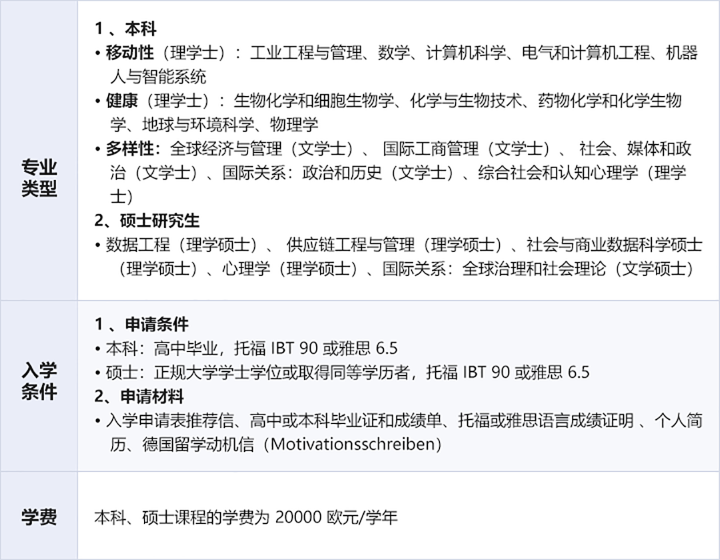 专业
类型
1、本科
• 移动性（理学士）：工业工程与管理、数学、计算机科学、电气和计算机工程、机器
人与智能系统
• 健康（理学士）：生物化学和细胞生物学、化学与生物技术、药物化学和化学生物
学、地球与环境科学、物理学
• 多样性：全球经济与管理（文学士）、 国际工商管理（文学士）、 社会、媒体和政
治（文学士）、国际关系：政治和历史（文学士）、综合社会和认知心理学（理学
士）
2、硕士研究生
• 数据工程（理学硕士）、 供应链工程与管理（理学硕士）、社会与商业数据科学硕士
（理学硕士）、心理学（理学硕士）、国际关系：全球治理和社会理论（文学硕士）
入学
条件
1、申请条件
• 本科：高中毕业，托福 IBT 90 或雅思 6.5
• 硕士：正规大学学士学位或取得同等学历者，托福 IBT 90 或雅思 6.5
2、申请材料
• 入学申请表推荐信、高中或本科毕业证和成绩单、托福或雅思语言成绩证明 、个人简
历、德国留学动机信（Motivationsschreiben）
学费
本科、硕士课程的学费为 20000 欧元/学年